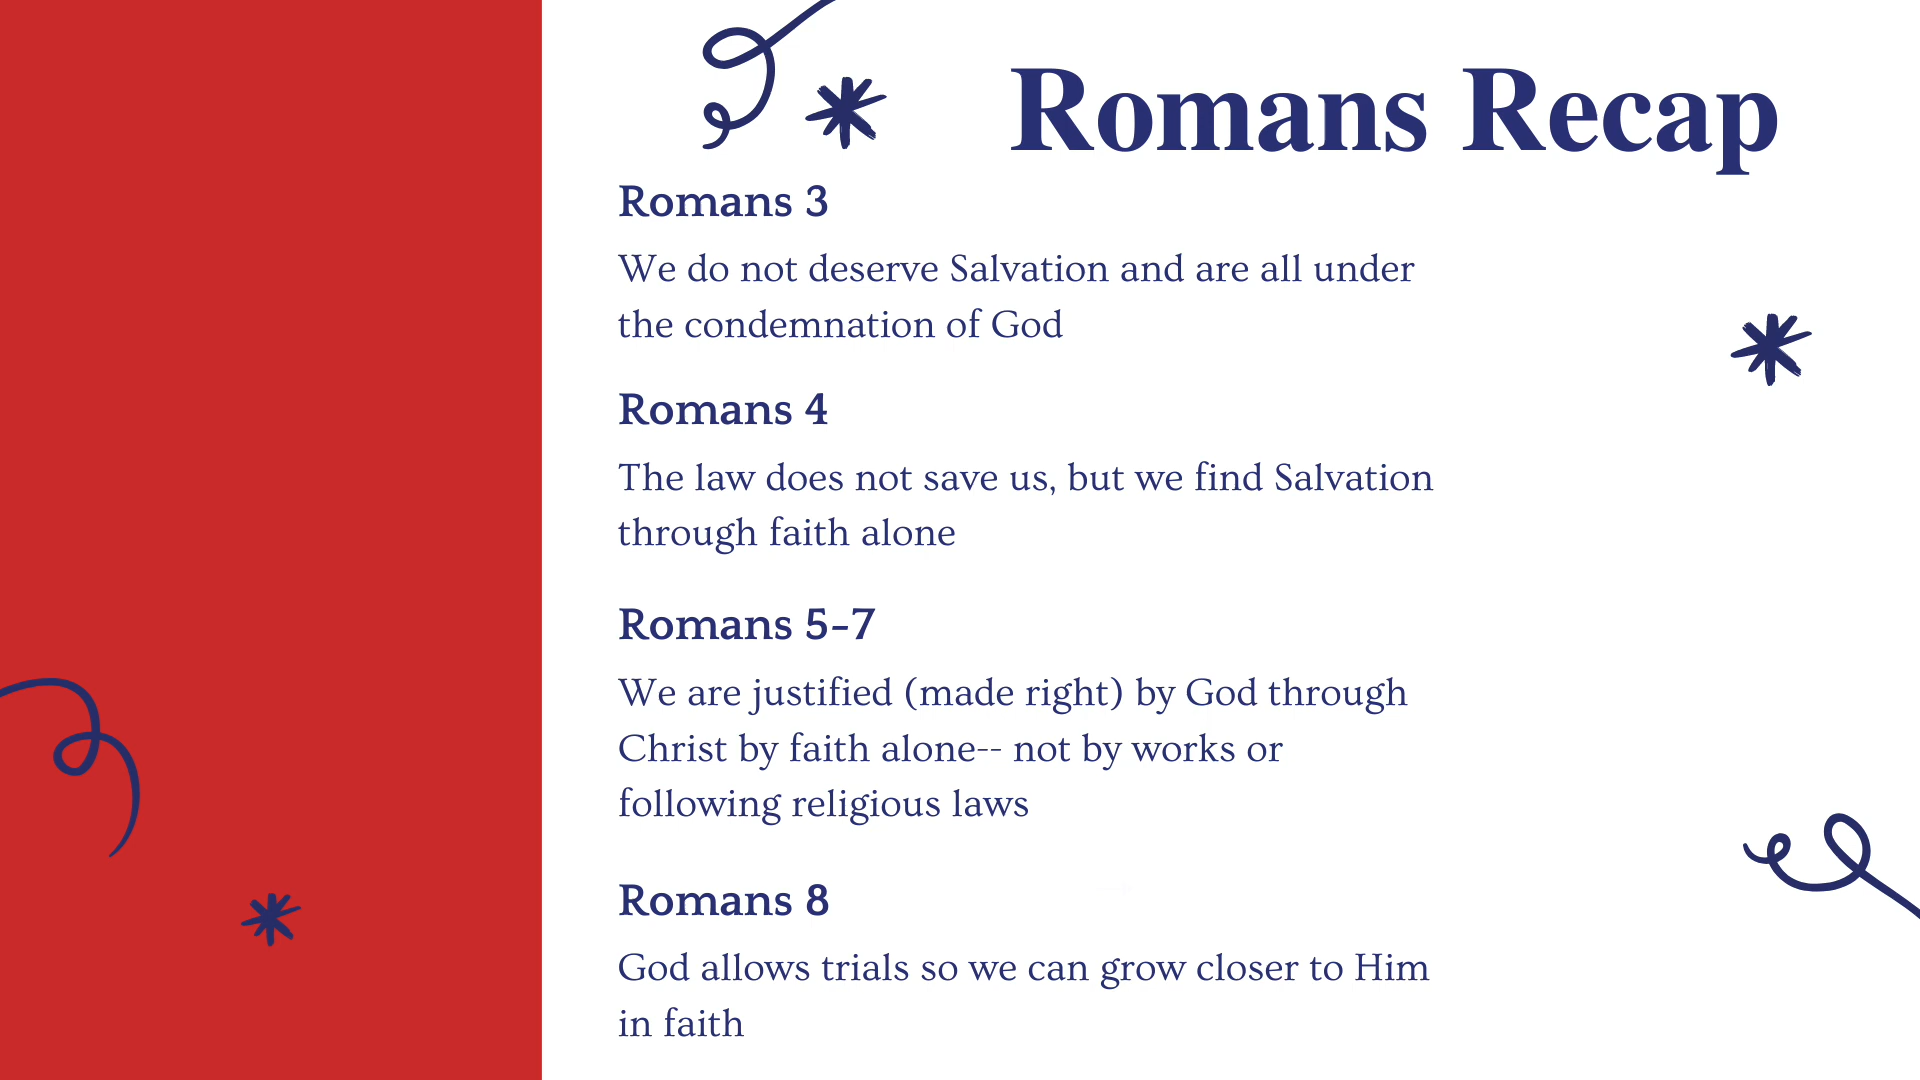 Romans Recap
Romans 3
We do not deserve Salvation and are all under
the condemnation of God
Romans 4
The law does not save us, but we find Salvation
through faith alone
Romans 5-7
We are justified (made right) by God through
Christ by faith alone-- not by works or
following religious laws
Romans 8
God allows trials so we can grow closer to Him
in faith